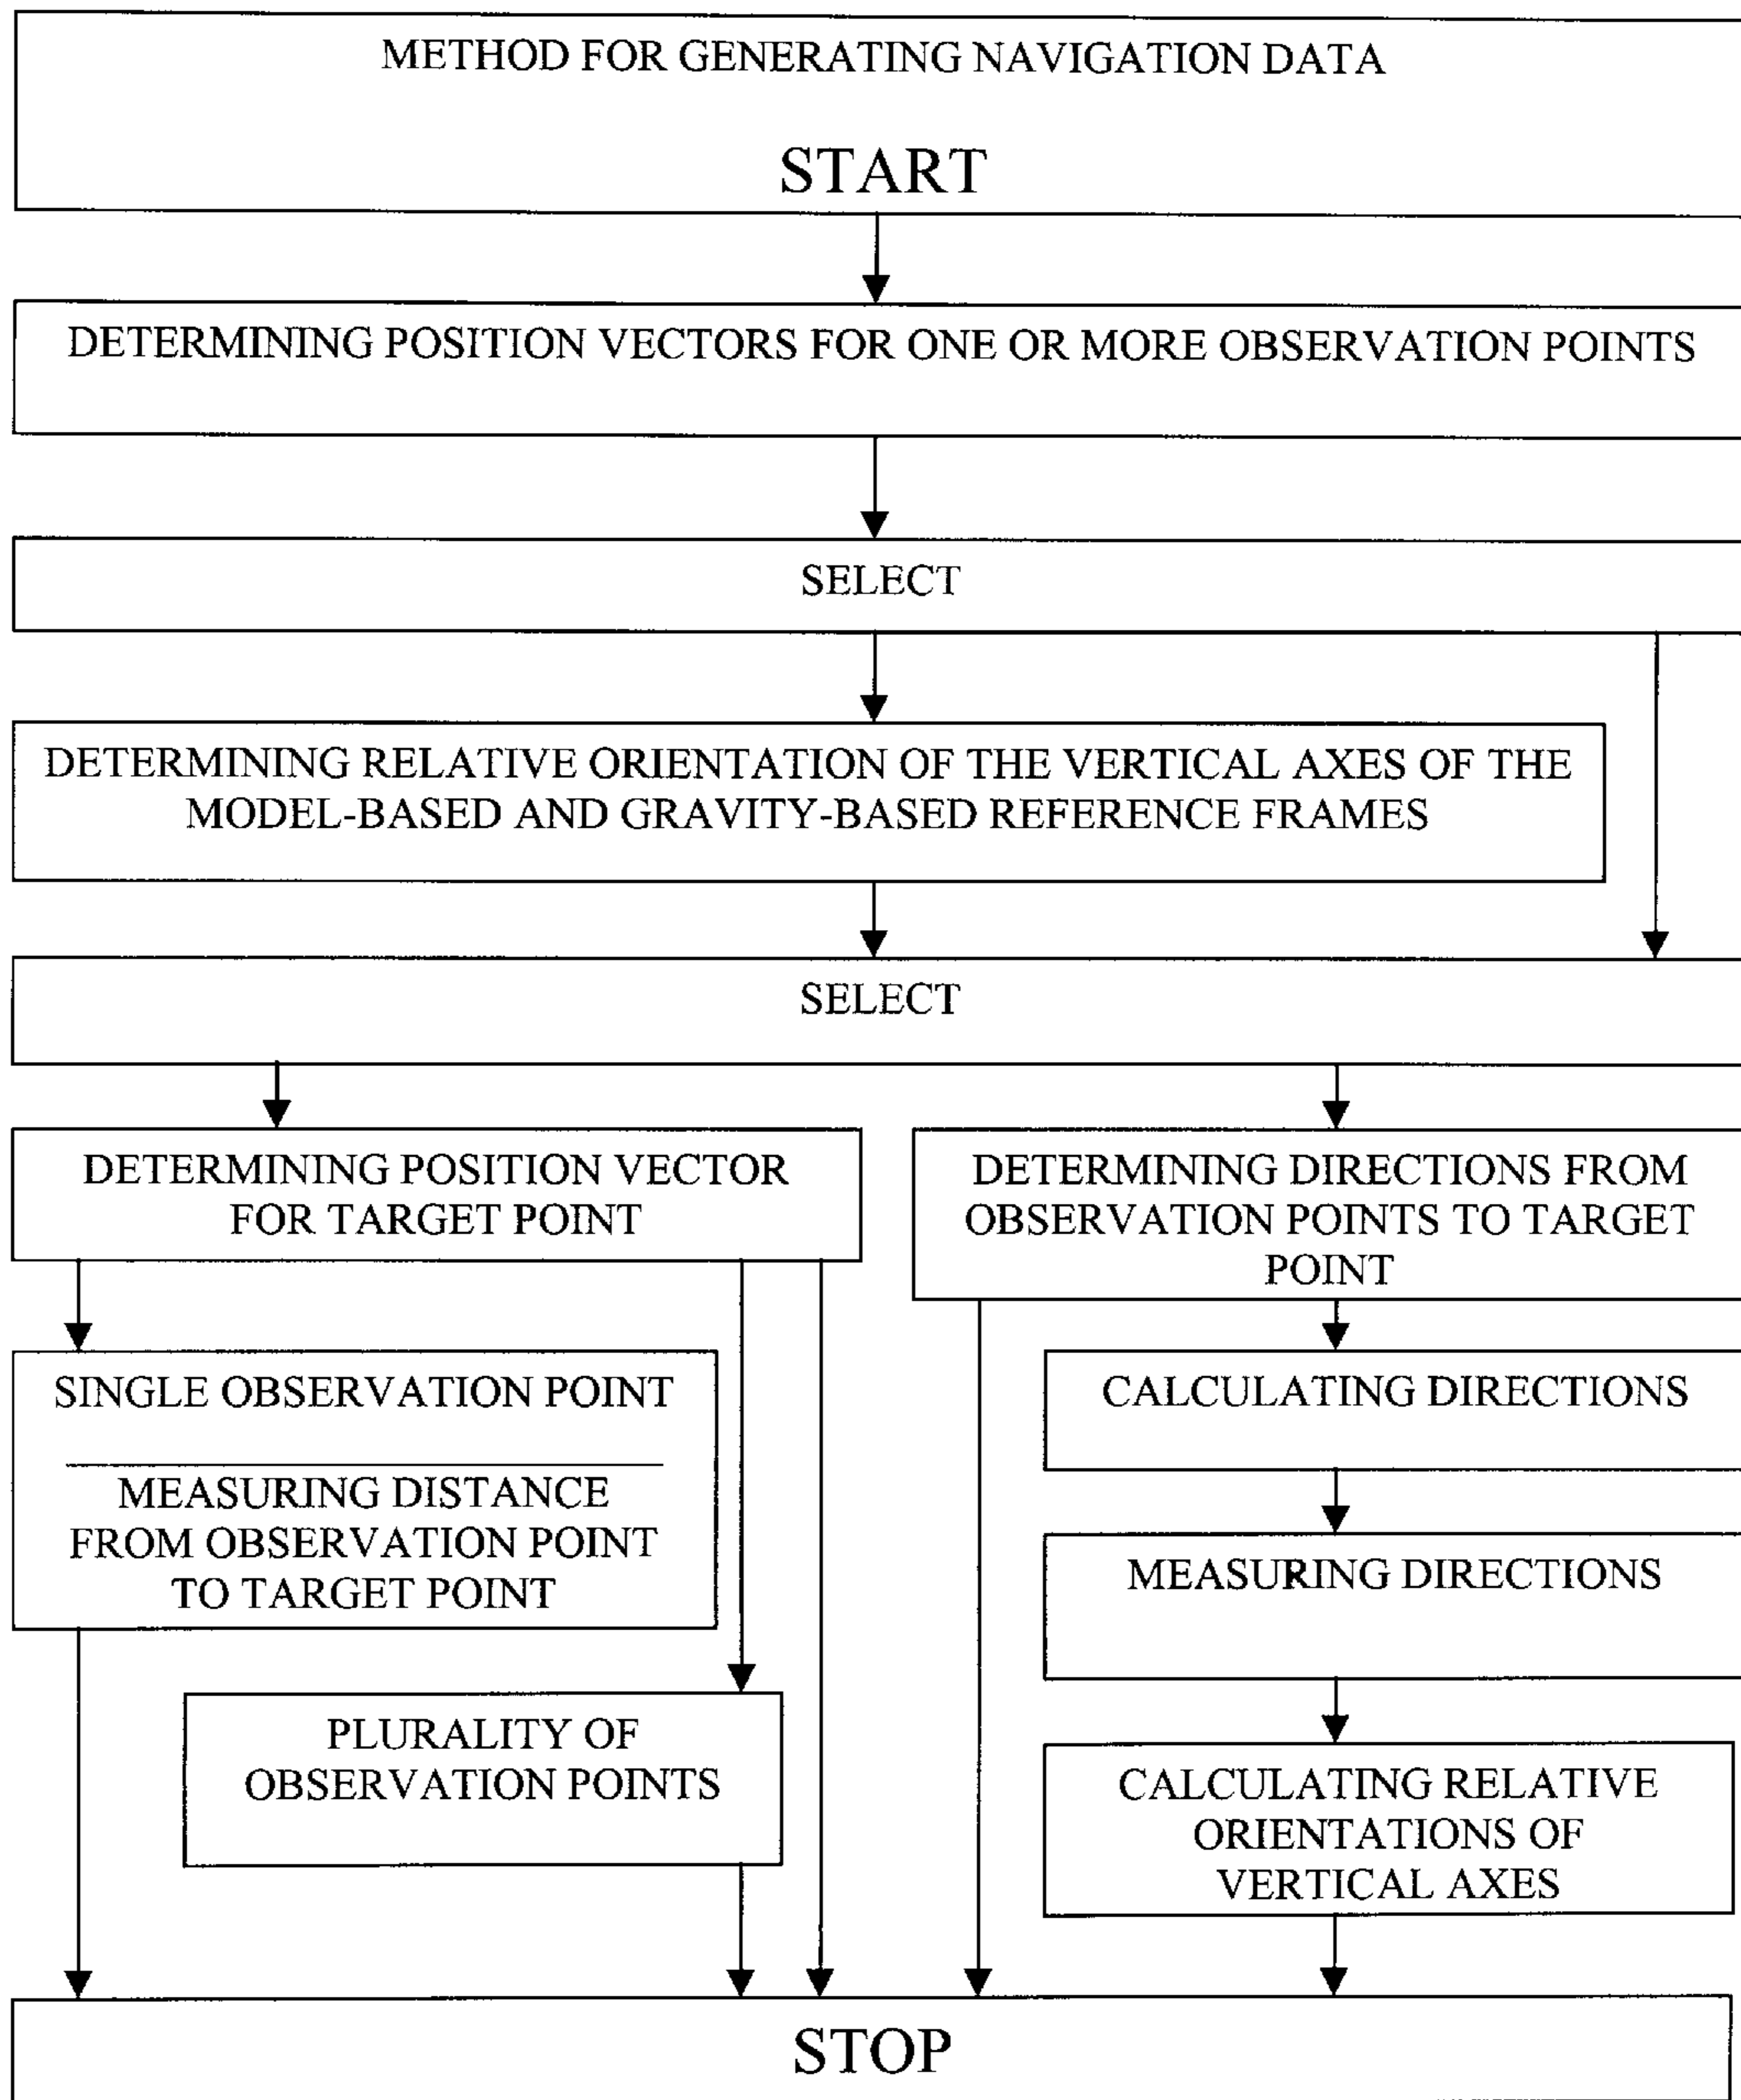 METHOD FOR GENERATING NAVIGATION DATA
START
DETERMINING POSITION VECTORS FOR ONE OR MORE OBSERVATION POINTS
SELECT
DETERMINING RELATIVE ORIENTATION OF THE VERTICAL AXES OF THE
MODEL-BASED AND GRAVITY-BASED REFERENCE FRAMES
SELECT
DETERMINING POSITION VECTOR
FOR TARGET POINT
DETERMINING DIRECTIONS FROM
OBSERVATION POINTS TO TARGET
POINT
SINGLE OBSERVATION POINT
MEASURING DISTANCE
FROM OBSERVATION POINT
TO TARGET POINT
CALCULATING DIRECTIONS
MEASURING DIRECTIONS
PLURALITY OF
OBSERVATION POINTS
CALCULATING RELATIVE
ORIENTATIONS OF
VERTICAL AXES
STOP